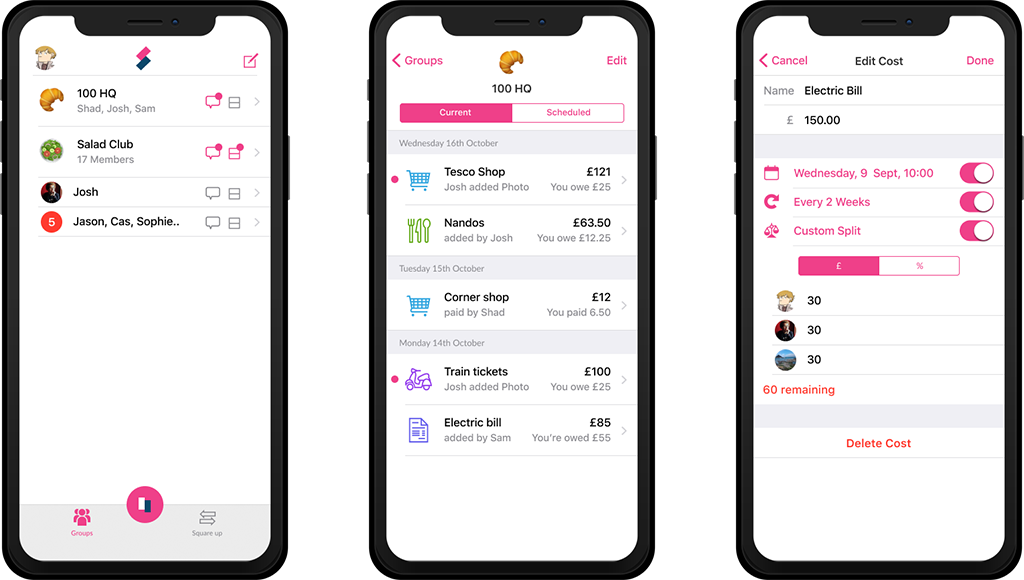 100 HQ
Shad, Josh, Sam
Salad Club
17 Members
Josh
5
Jason, Cas, Sophie..
Groups
Square up
Groups
Edit
100 HQ
Current
Scheduled
Wednesday 16th October
Tesco Shop £121
Josh added Photo You owe £25
Nandos £63.50
added by Josh You owe £12.25
Tuesday 15th October
Corner shop £12
paid by Shad You paid 6.50
Monday 14th October
Train tickets £100
Josh added Photo You owe £25
Electric bill £85
added by Sam You're owed £55
Cancel Edit Cost Done
Name Electric Bill
£ 150.00
Wednesday, 9 Sept, 10:00
Every 2 Weeks
Custom Split
£ %
30
30
30
60 remaining
Delete Cost